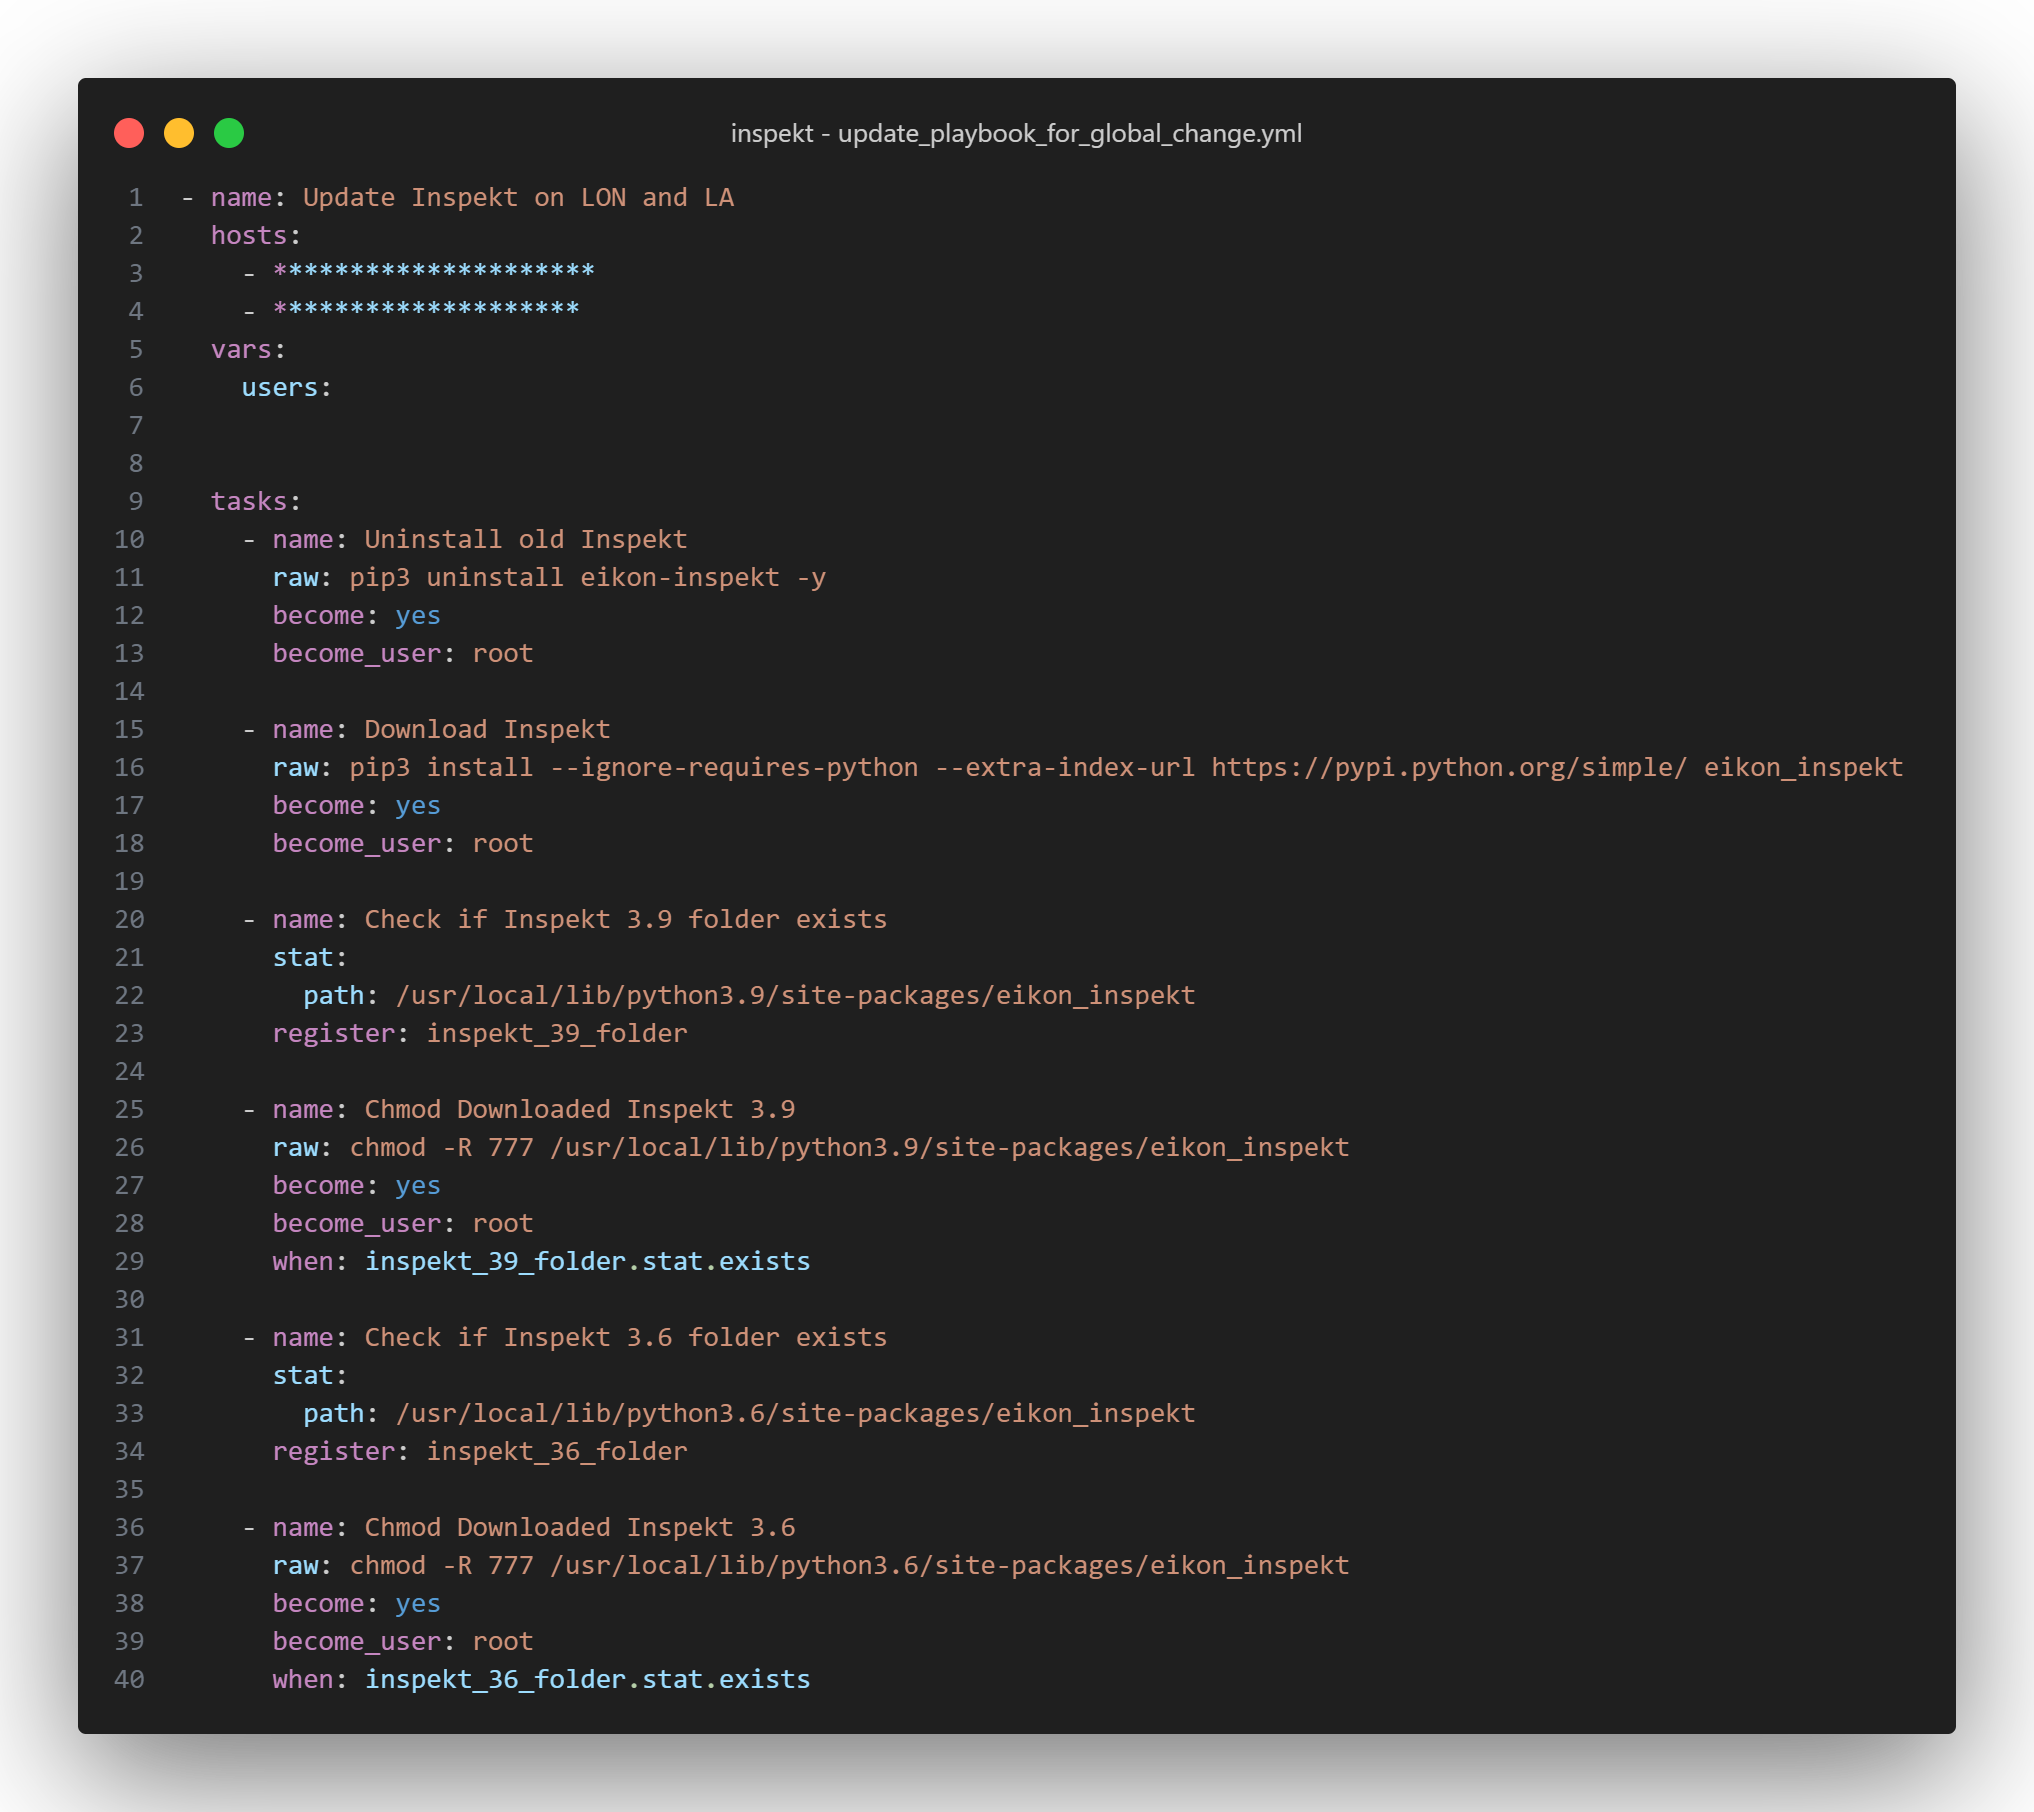 inspekt - update_playbook_for_global_change.yml
1 - name: Update Inspekt on LON and LA
2   hosts:
3     - *********************
4     - ********************
5   vars:
6     users:
7
8
9   tasks:
10     - name: Uninstall old Inspekt
11       raw: pip3 uninstall eikon-inspekt -y
12       become: yes
13       become_user: root
14
15     - name: Download Inspekt
16       raw: pip3 install --ignore-requires-python --extra-index-url https://pypi.python.org/simple/ eikon_inspekt
17       become: yes
18       become_user: root
19
20     - name: Check if Inspekt 3.9 folder exists
21       stat:
22         path: /usr/local/lib/python3.9/site-packages/eikon_inspekt
23       register: inspekt_39_folder
24
25     - name: Chmod Downloaded Inspekt 3.9
26       raw: chmod -R 777 /usr/local/lib/python3.9/site-packages/eikon_inspekt
27       become: yes
28       become_user: root
29       when: inspekt_39_folder.stat.exists
30
31     - name: Check if Inspekt 3.6 folder exists
32       stat:
33         path: /usr/local/lib/python3.6/site-packages/eikon_inspekt
34       register: inspekt_36_folder
35
36     - name: Chmod Downloaded Inspekt 3.6
37       raw: chmod -R 777 /usr/local/lib/python3.6/site-packages/eikon_inspekt
38       become: yes
39       become_user: root
40       when: inspekt_36_folder.stat.exists